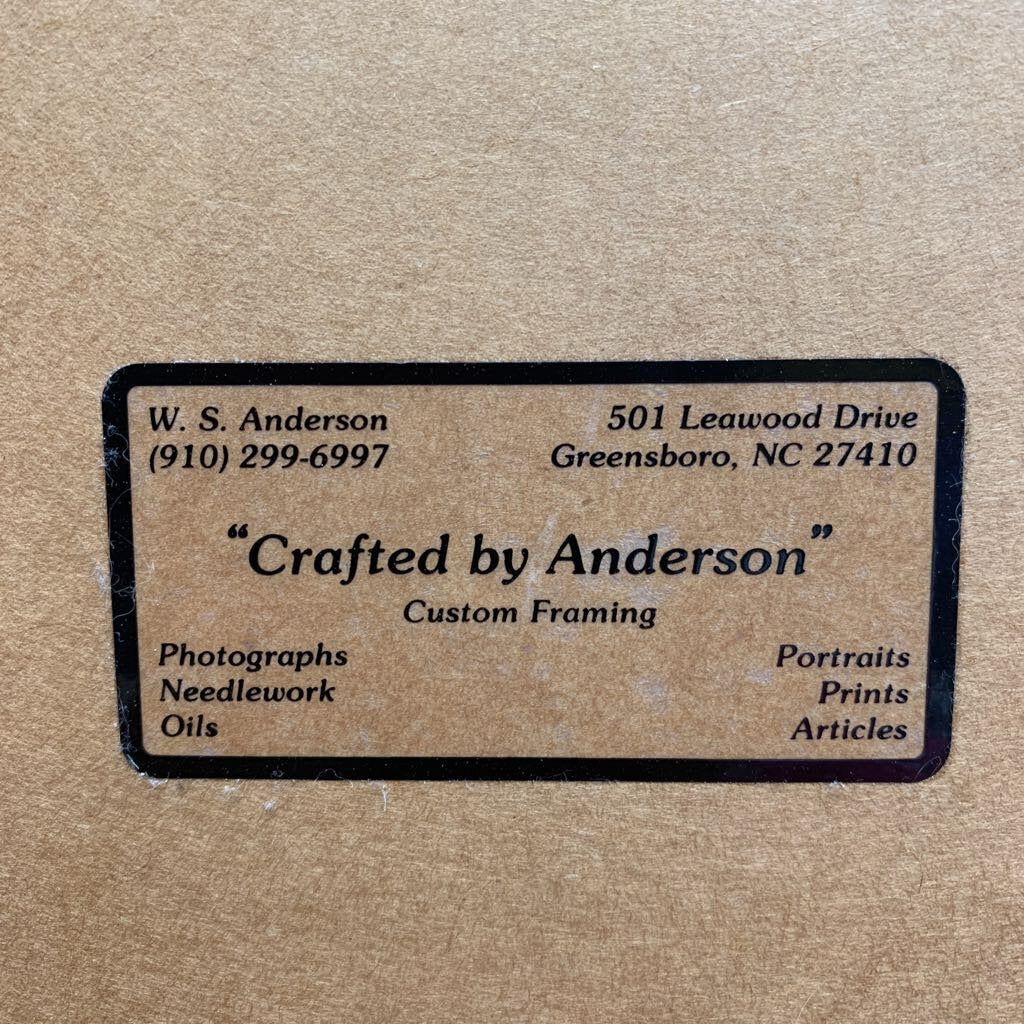 W. S. Anderson
(910) 299-6997
501 Leawood Drive
Greensboro, NC 27410
“Crafted by Anderson”
Custom Framing
Photographs
Needlework
Oils
Portraits
Prints
Articles